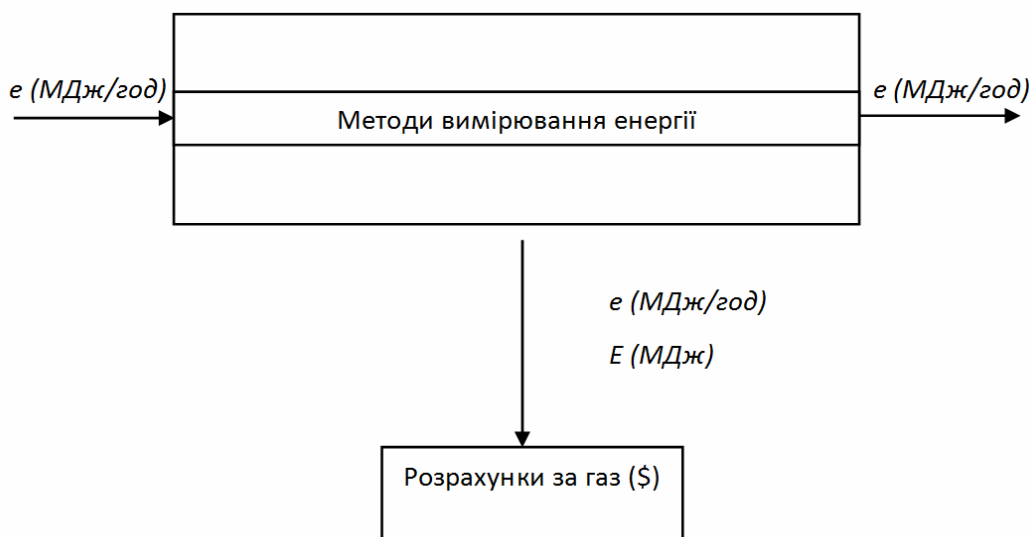 e (МДж/год)
e (МДж/год)
Методи вимірювання енергії
e (МДж/год)
E (МДж)
Розрахунки за газ ($)